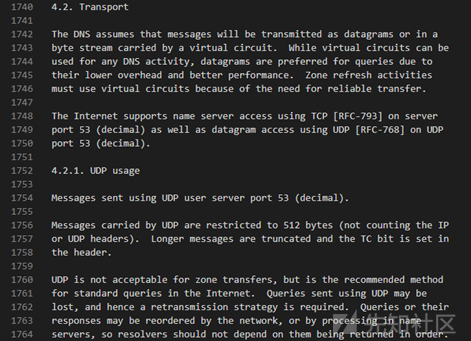 1740 4.2. Transport
1741
1742 The DNS assumes that messages will be transmitted as datagrams or in a
1743 byte stream carried by a virtual circuit.  While virtual circuits can be
1744 used for any DNS activity, datagrams are preferred for queries due to
1745 their lower overhead and better performance.  Zone refresh activities
1746 must use virtual circuits because of the need for reliable transfer.
1747
1748 The Internet supports name server access using TCP [RFC-793] on server
1749 port 53 (decimal) as well as datagram access using UDP [RFC-768] on UDP
1750 port 53 (decimal).
1751
1752 4.2.1. UDP usage
1753
1754 Messages sent using UDP user server port 53 (decimal).
1755
1756 Messages carried by UDP are restricted to 512 bytes (not counting the IP
1757 or UDP headers).  Longer messages are truncated and the TC bit is set in
1758 the header.
1759
1760 UDP is not acceptable for zone transfers, but is the recommended method
1761 for standard queries in the Internet.  Queries sent using UDP may be
1762 lost, and hence a retransmission strategy is required.  Queries or their
1763 responses may be reordered by the network, or by processing in name
1764 servers, so resolvers should not depend on them being returned in order.
先知社区